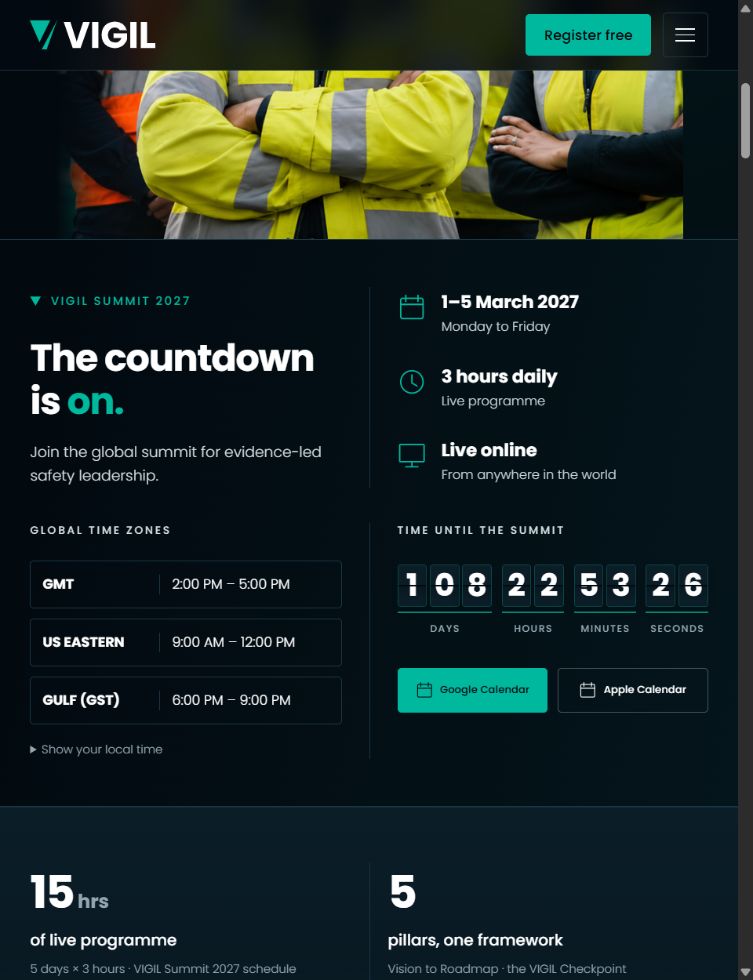 VIGIL
Register free
VIGIL SUMMIT 2027
The countdown
is on.
Join the global summit for evidence-led
safety leadership.
1–5 March 2027
Monday to Friday
3 hours daily
Live programme
Live online
From anywhere in the world
GLOBAL TIME ZONES
GMT 2:00 PM – 5:00 PM
US EASTERN 9:00 AM – 12:00 PM
GULF (GST) 6:00 PM – 9:00 PM
Show your local time
TIME UNTIL THE SUMMIT
108 22 53 26
DAYS HOURS MINUTES SECONDS
Google Calendar Apple Calendar
15 hrs
of live programme
5 days × 3 hours · VIGIL Summit 2027 schedule
5
pillars, one framework
Vision to Roadmap · the VIGIL Checkpoint